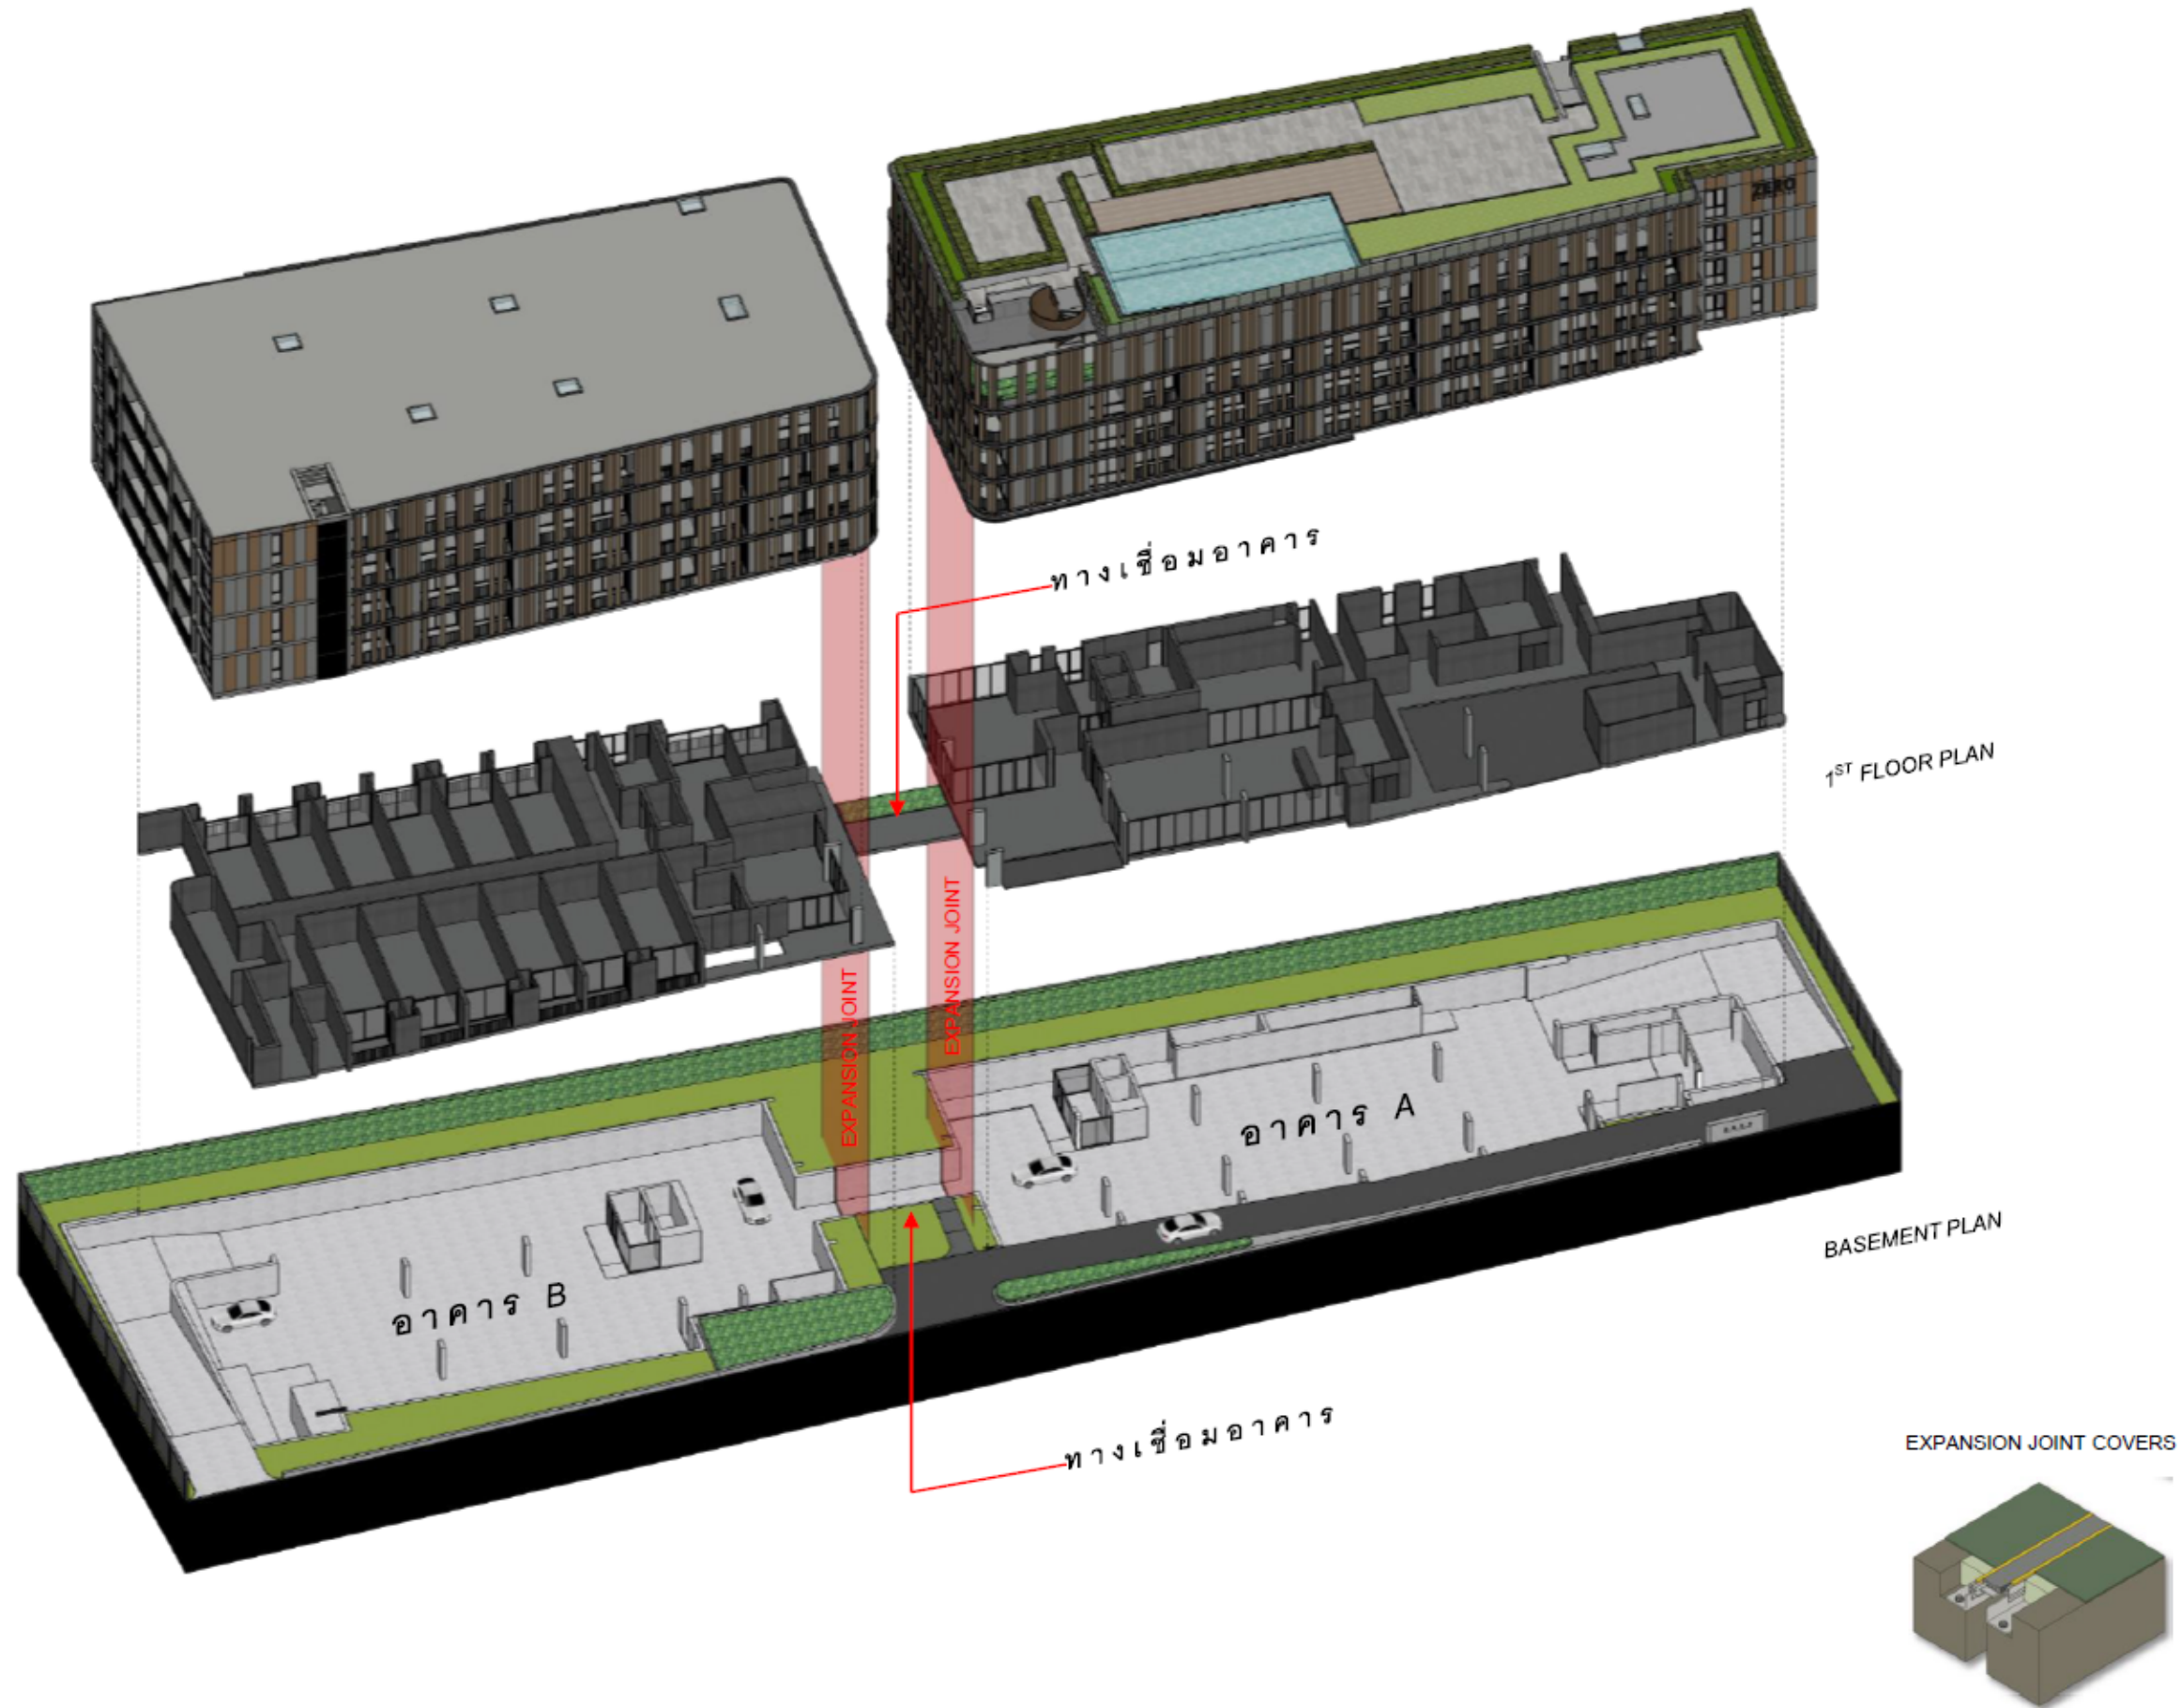 ZERO
ทางเชื่อมอาคาร
1ST FLOOR PLAN
EXPANSION JOINT
EXPANSION JOINT
อาคาร A
อาคาร B
BASEMENT PLAN
ทางเชื่อมอาคาร
EXPANSION JOINT COVERS